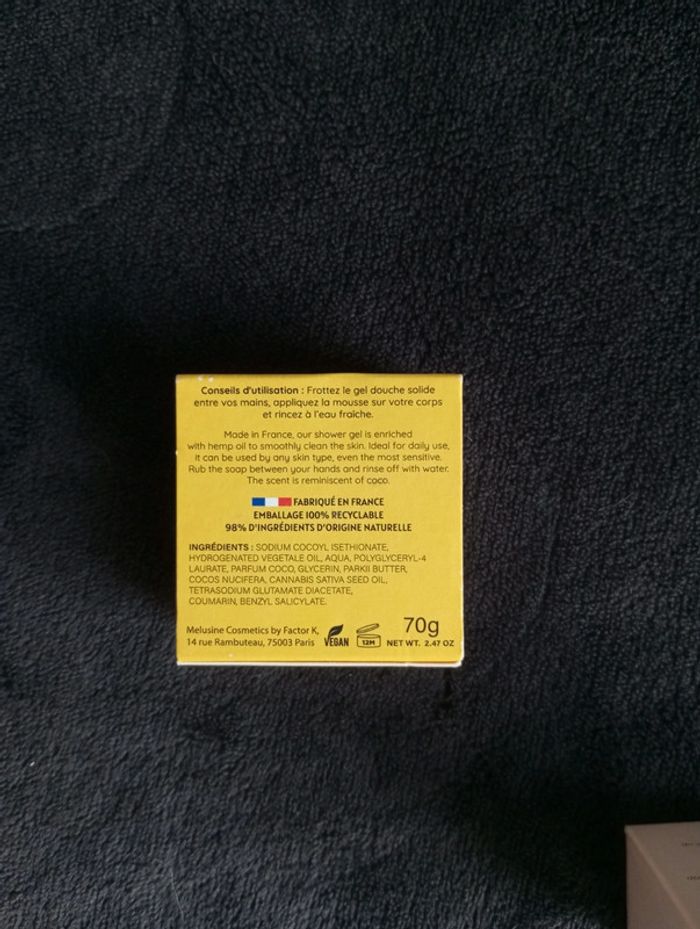 Conseils d'utilisation : Frottez le gel douche solide
entre vos mains, appliquez la mousse sur votre corps
et rincez à l'eau fraîche.
Made in France, our shower gel is enriched
with hemp oil to smoothly clean the skin. Ideal for daily use,
it can be used by any skin type, even the most sensitive.
Rub the soap between your hands and rinse off with water.
The scent is reminiscent of coco.
FABRIQUÉ EN FRANCE
EMBALLAGE 100% RECYCLABLE
98% D'INGRÉDIENTS D'ORIGINE NATURELLE
INGRÉDIENTS : SODIUM COCOYL ISETHIONATE,
HYDROGENATED VEGETALE OIL, AQUA, POLYGLYCERYL-4
LAURATE, PARFUM COCO, GLYCERIN, PARKII BUTTER,
COCOS NUCIFERA, CANNABIS SATIVA SEED OIL,
TETRASODIUM GLUTAMATE DIACETATE,
COUMARIN, BENZYL SALICYLATE.
Melusine Cosmetics by Factor K,
14 rue Rambuteau, 75003 Paris
VEGAN
12M
70g
NET WT. 2.47 OZ